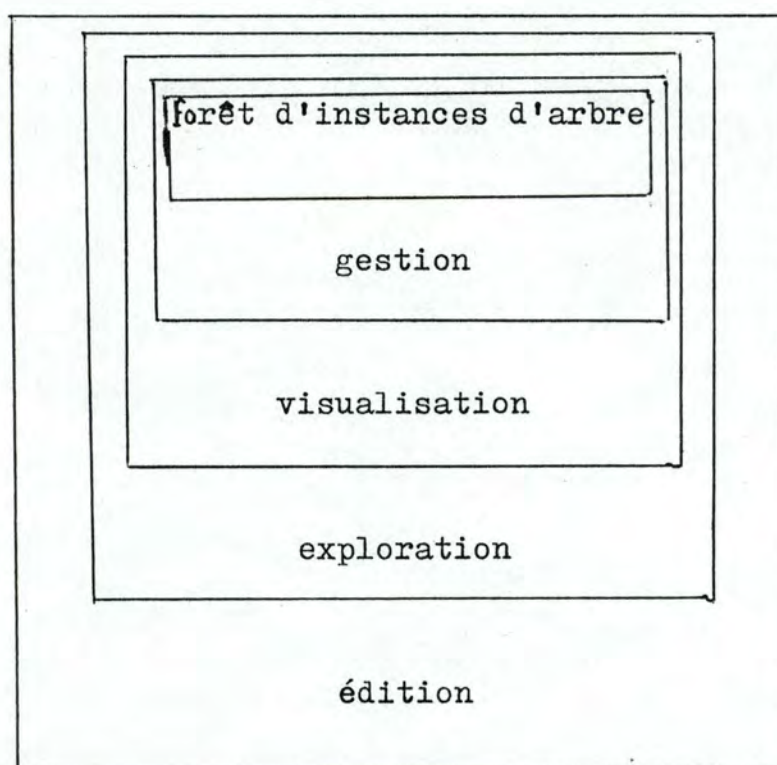 forêt d'instances d'arbre
gestion
visualisation
exploration
édition